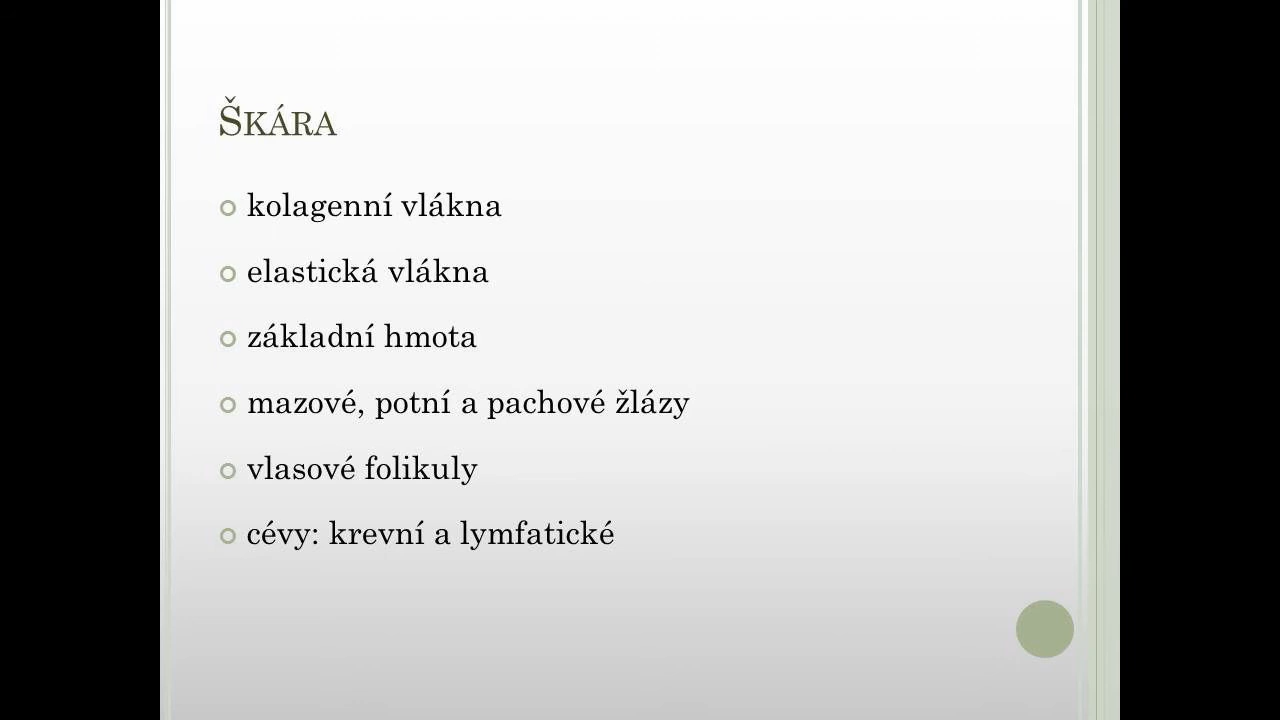 Škára
kolagenní vlákna
elastická vlákna
základní hmota
mazové, potní a pachové žlázy
vlasové folikuly
cévy: krevní a lymfatické